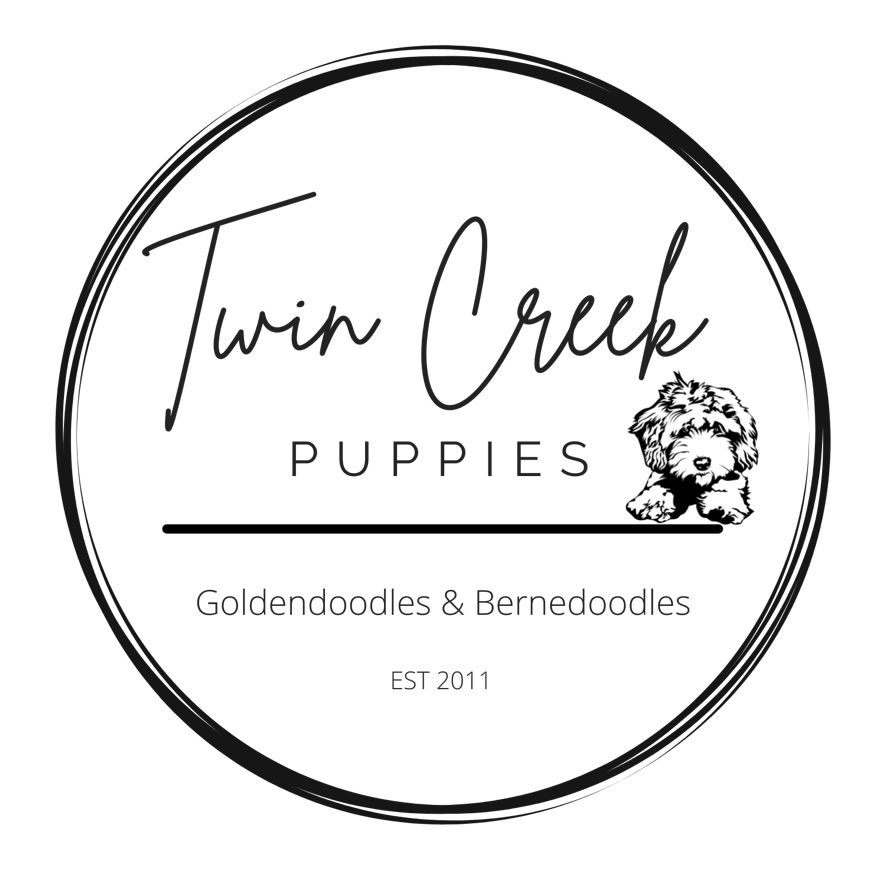 Twin Creek
PUPPIES
Goldendoodles & Bernedoodles
EST 2011